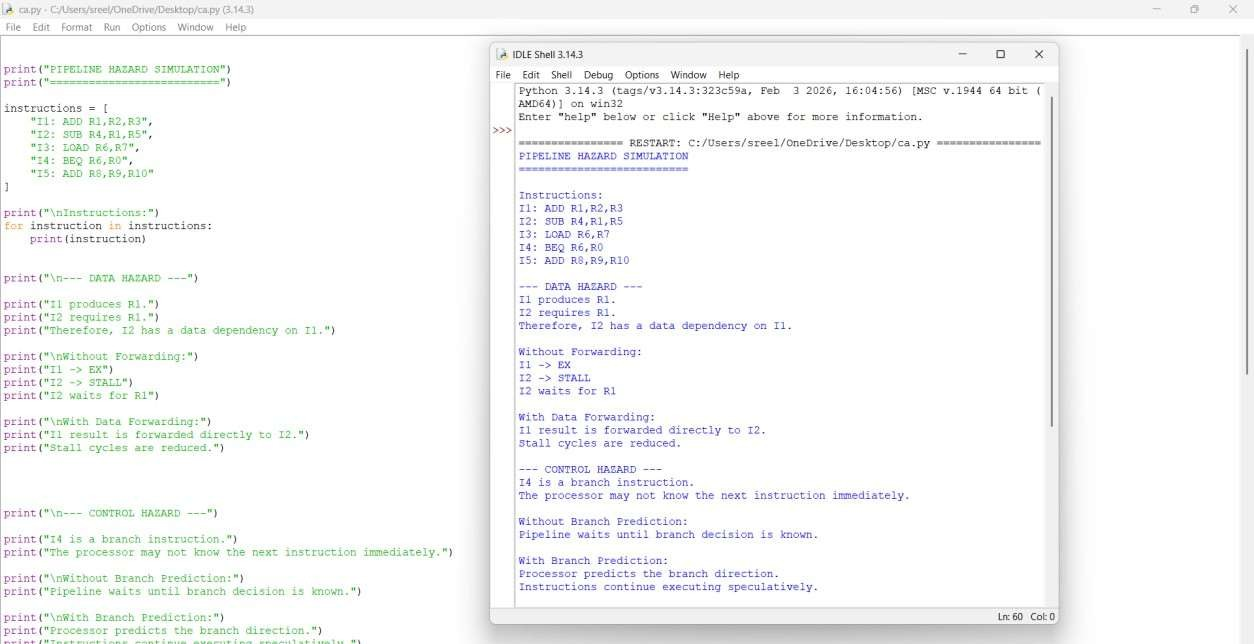 ca.py - C:/Users/sreel/OneDrive/Desktop/ca.py (3.14.3)
File Edit Format Run Options Window Help
print("PIPELINE HAZARD SIMULATION")
print("==========================")
instructions = [
"I1: ADD R1,R2,R3",
"I2: SUB R4,R1,R5",
"I3: LOAD R6,R7",
"I4: BEQ R6,R0",
"I5: ADD R8,R9,R10"
]
print("\nInstructions:")
for instruction in instructions:
print(instruction)
print("\n--- DATA HAZARD ---")
print("I1 produces R1.")
print("I2 requires R1.")
print("Therefore, I2 has a data dependency on I1.")
print("\nWithout Forwarding:")
print("I1 -> EX")
print("I2 -> STALL")
print("I2 waits for R1")
print("\nWith Data Forwarding:")
print("I1 result is forwarded directly to I2.")
print("Stall cycles are reduced.")
print("\n--- CONTROL HAZARD ---")
print("I4 is a branch instruction.")
print("The processor may not know the next instruction immediately.")
print("\nWithout Branch Prediction:")
print("Pipeline waits until branch decision is known.")
print("\nWith Branch Prediction:")
print("Processor predicts the branch direction.")
print("Instructions continue executing speculatively.")
IDLE Shell 3.14.3
File Edit Shell Debug Options Window Help
Python 3.14.3 (tags/v3.14.3:323c59a, Feb  3 2026, 16:04:56) [MSC v.1944 64 bit (
AMD64)] on win32
Enter "help" below or click "Help" above for more information.
>>>
================ RESTART: C:/Users/sreel/OneDrive/Desktop/ca.py ================
PIPELINE HAZARD SIMULATION
==========================
Instructions:
I1: ADD R1,R2,R3
I2: SUB R4,R1,R5
I3: LOAD R6,R7
I4: BEQ R6,R0
I5: ADD R8,R9,R10
--- DATA HAZARD ---
I1 produces R1.
I2 requires R1.
Therefore, I2 has a data dependency on I1.
Without Forwarding:
I1 -> EX
I2 -> STALL
I2 waits for R1
With Data Forwarding:
I1 result is forwarded directly to I2.
Stall cycles are reduced.
--- CONTROL HAZARD ---
I4 is a branch instruction.
The processor may not know the next instruction immediately.
Without Branch Prediction:
Pipeline waits until branch decision is known.
With Branch Prediction:
Processor predicts the branch direction.
Instructions continue executing speculatively.
Ln: 60 Col: 0